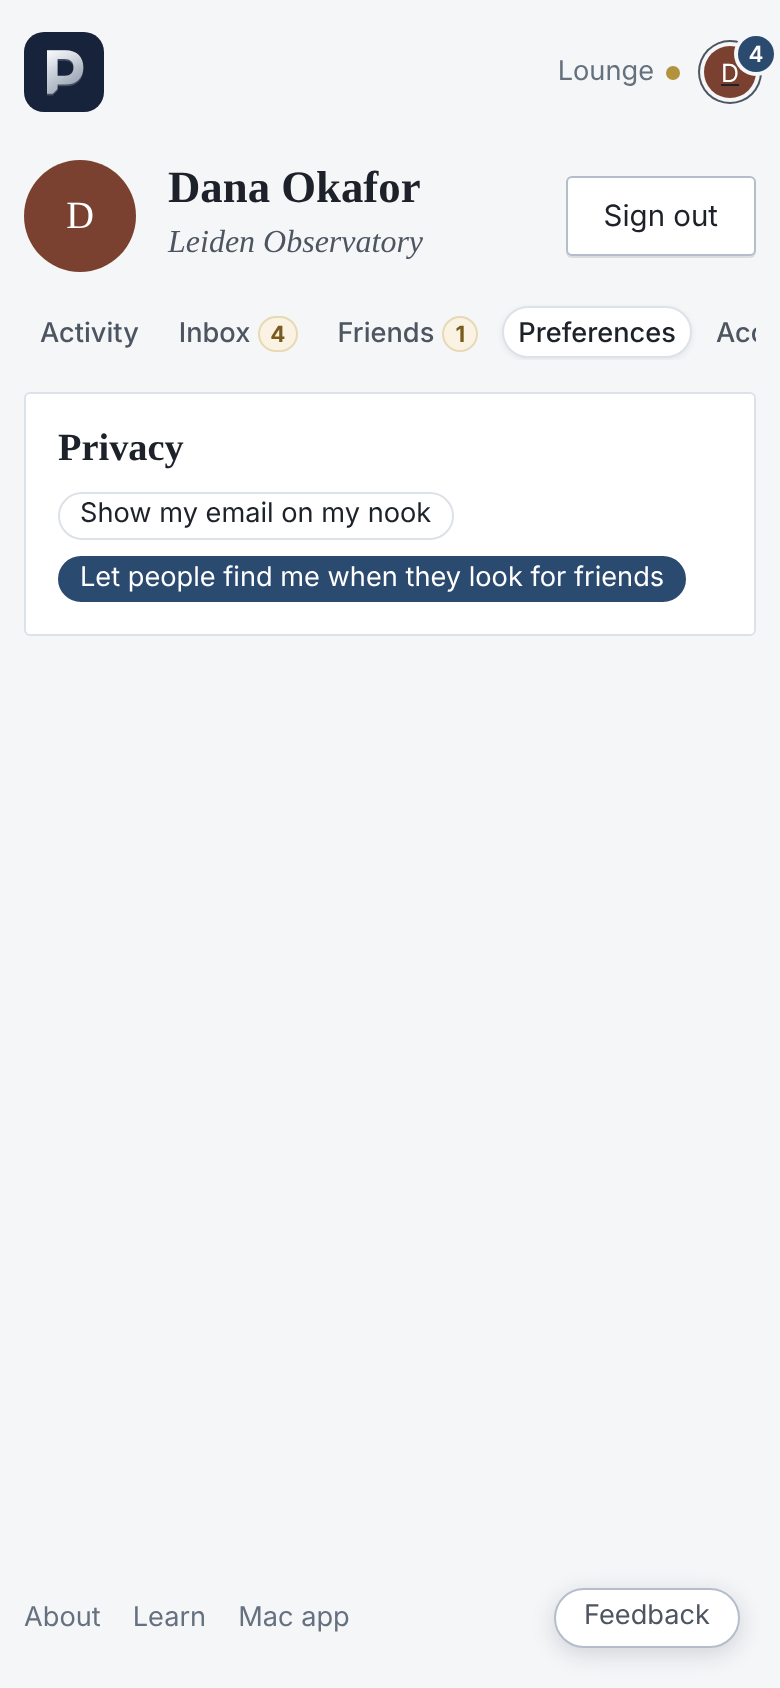 P
Lounge
D
4
D
Dana Okafor
Leiden Observatory
Sign out
Activity Inbox 4 Friends 1 Preferences
Privacy
Show my email on my nook
Let people find me when they look for friends
About Learn Mac app
Feedback